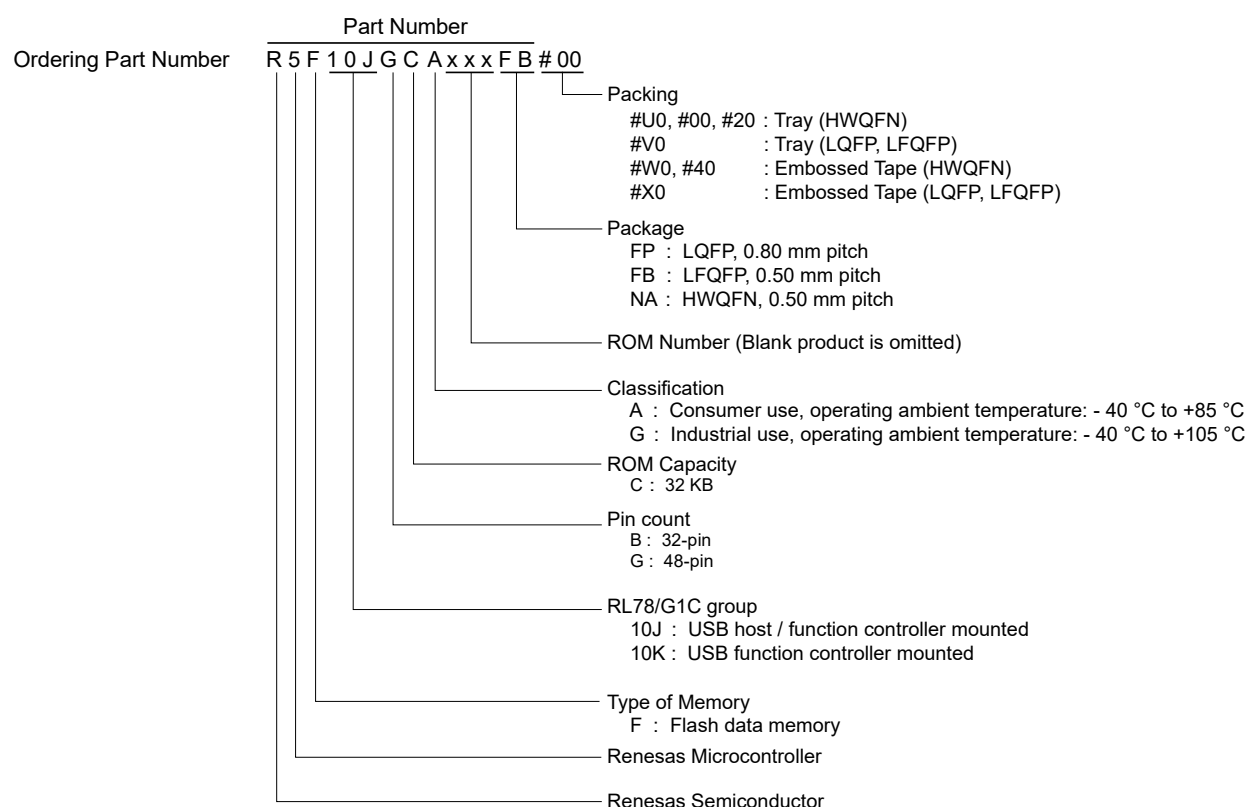 Part Number
Ordering Part Number R 5 F 1 0 J G C A x x x F B # 00
Packing
#U0, #00, #20 : Tray (HWQFN)
#V0 : Tray (LQFP, LFQFP)
#W0, #40 : Embossed Tape (HWQFN)
#X0 : Embossed Tape (LQFP, LFQFP)
Package
FP : LQFP, 0.80 mm pitch
FB : LFQFP, 0.50 mm pitch
NA : HWQFN, 0.50 mm pitch
ROM Number (Blank product is omitted)
Classification
A : Consumer use, operating ambient temperature: - 40 °C to +85 °C
G : Industrial use, operating ambient temperature: - 40 °C to +105 °C
ROM Capacity
C : 32 KB
Pin count
B : 32-pin
G : 48-pin
RL78/G1C group
10J : USB host / function controller mounted
10K : USB function controller mounted
Type of Memory
F : Flash data memory
Renesas Microcontroller
Renesas Semiconductor